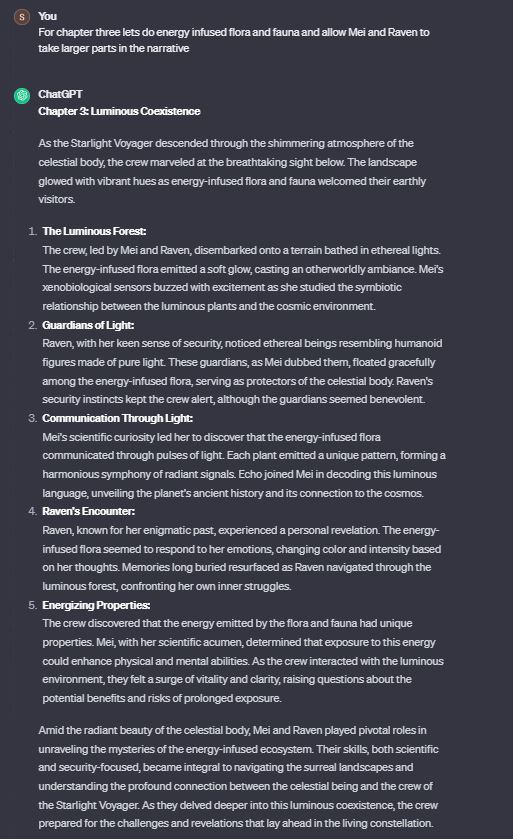 S
You
For chapter three lets do energy infused flora and fauna and allow Mei and Raven to
take larger parts in the narrative
ChatGPT
Chapter 3: Luminous Coexistence
As the Starlight Voyager descended through the shimmering atmosphere of the
celestial body, the crew marveled at the breathtaking sight below. The landscape
glowed with vibrant hues as energy-infused flora and fauna welcomed their earthly
visitors.
1. The Luminous Forest:
The crew, led by Mei and Raven, disembarked onto a terrain bathed in ethereal lights.
The energy-infused flora emitted a soft glow, casting an otherworldly ambiance. Mei's
xenobiological sensors buzzed with excitement as she studied the symbiotic
relationship between the luminous plants and the cosmic environment.
2. Guardians of Light:
Raven, with her keen sense of security, noticed ethereal beings resembling humanoid
figures made of pure light. These guardians, as Mei dubbed them, floated gracefully
among the energy-infused flora, serving as protectors of the celestial body. Raven's
security instincts kept the crew alert, although the guardians seemed benevolent.
3. Communication Through Light:
Mei's scientific curiosity led her to discover that the energy-infused flora
communicated through pulses of light. Each plant emitted a unique pattern, forming a
harmonious symphony of radiant signals. Echo joined Mei in decoding this luminous
language, unveiling the planet's ancient history and its connection to the cosmos.
4. Raven's Encounter:
Raven, known for her enigmatic past, experienced a personal revelation. The energy-
infused flora seemed to respond to her emotions, changing color and intensity based
on her thoughts. Memories long buried resurfaced as Raven navigated through the
luminous forest, confronting her own inner struggles.
5. Energizing Properties:
The crew discovered that the energy emitted by the flora and fauna had unique
properties. Mei, with her scientific acumen, determined that exposure to this energy
could enhance physical and mental abilities. As the crew interacted with the luminous
environment, they felt a surge of vitality and clarity, raising questions about the
potential benefits and risks of prolonged exposure.
Amid the radiant beauty of the celestial body, Mei and Raven played pivotal roles in
unraveling the mysteries of the energy-infused ecosystem. Their skills, both scientific
and security-focused, became integral to navigating the surreal landscapes and
understanding the profound connection between the celestial being and the crew of
the Starlight Voyager. As they delved deeper into this luminous coexistence, the crew
prepared for the challenges and revelations that lay ahead in the living constellation.